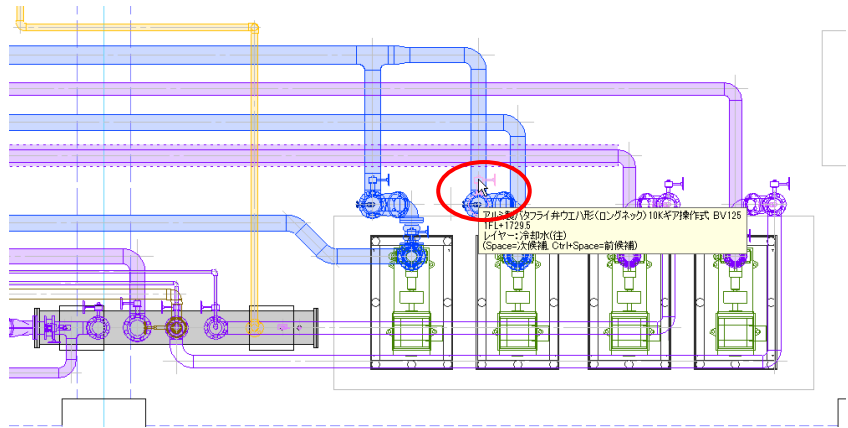 アルミ製バタフライ弁ウエハ形(ロングネック) 10Kギア操作式 BV125
TFL+1729.5
レイヤー:冷却水(往)
(Space=次候補, Ctrl+Space=前候補)